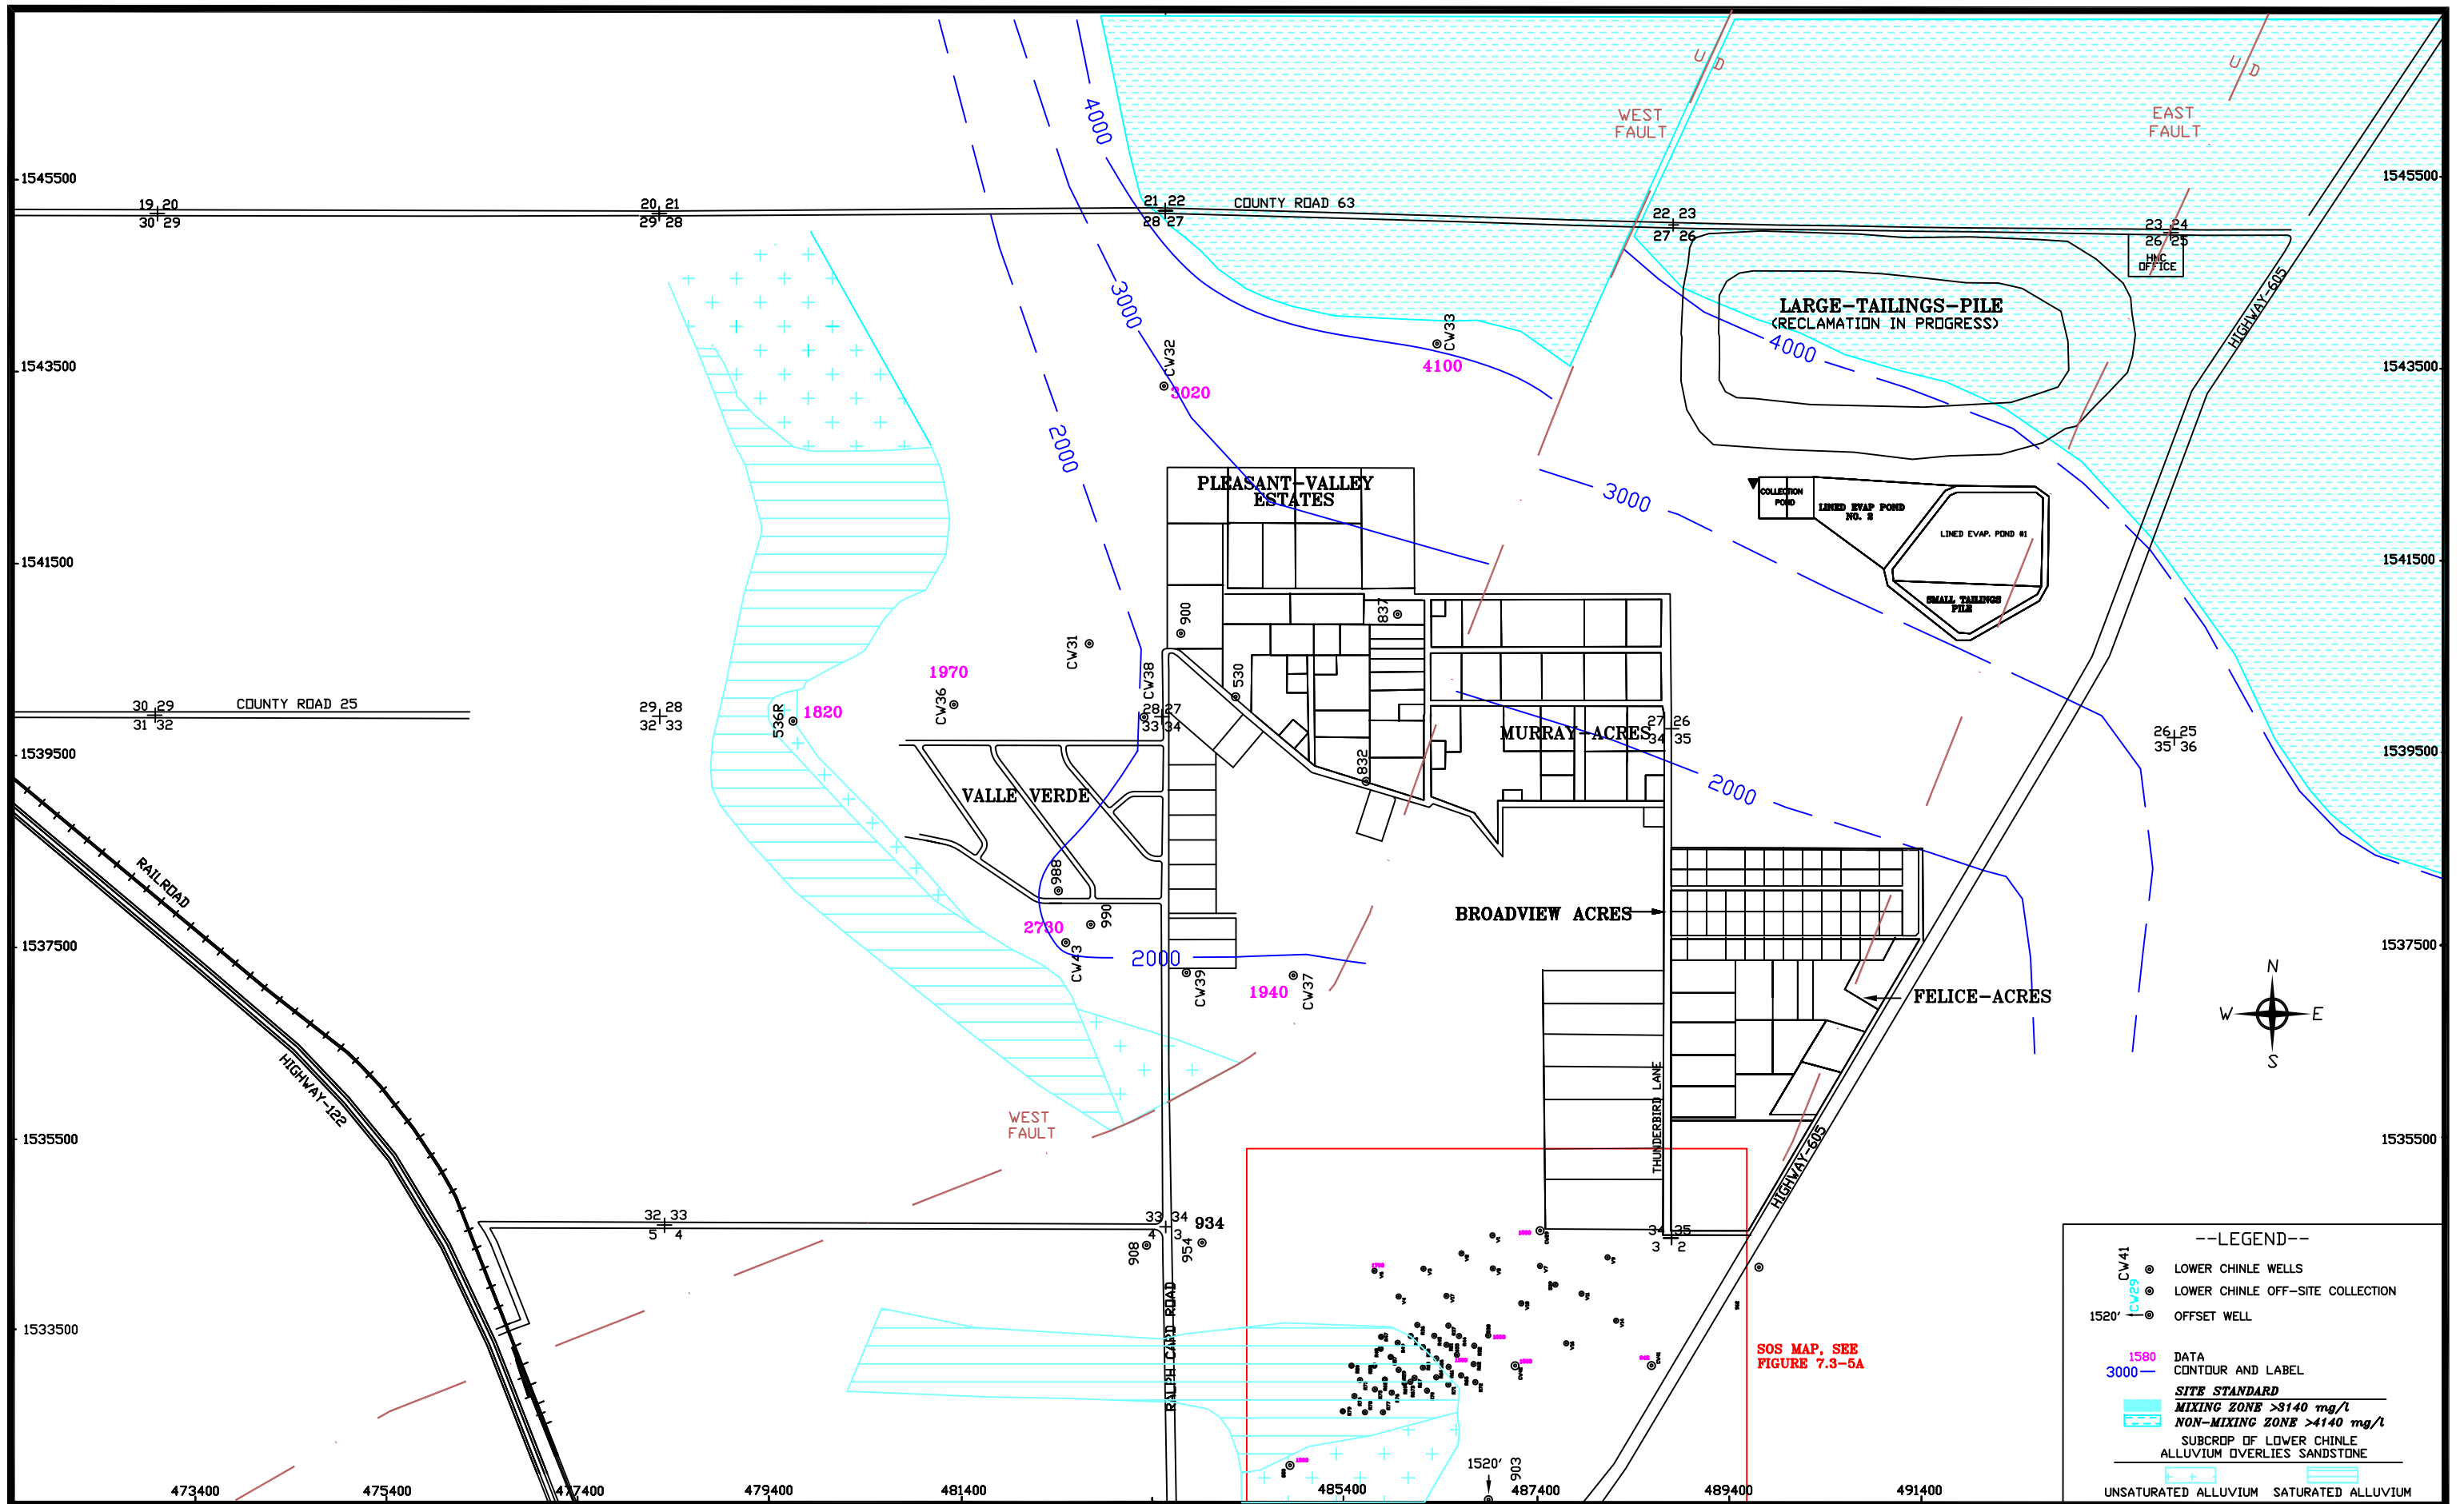 U D
U D
WEST
FAULT
EAST
FAULT
4000
1545500
1545500
19 20
30 29
20 21
29 28
21 22
28 27
COUNTY ROAD 63
22 23
27 26
23 24
26 25
HMC
OFFICE
HIGHWAY-605
3000
LARGE-TAILINGS-PILE
(RECLAMATION IN PROGRESS)
4000
CW33
4100
CW32
3020
1543500
1543500
2000
PLEASANT-VALLEY
ESTATES
3000
COLLECTION
POND
LINED EVAP POND
NO. 2
LINED EVAP. POND #1
SMALL TAILINGS
PILE
1541500
1541500
900
837
CW31
1970
CW36
CW38
530
536R
1820
30 29
31 32
COUNTY ROAD 25
29 28
32 33
28 27
33 34
MURRAY-ACRES
27 26
34 35
26 25
35 36
1539500
1539500
832
2000
VALLE VERDE
RAILROAD
988
990
2730
CW43
2000
BROADVIEW ACRES
1537500
1537500
CW39
1940
CW37
FELICE-ACRES
N
W
E
S
HIGHWAY-122
WEST
FAULT
THUNDERBIRD LANE
HIGHWAY-605
1535500
1535500
32 33
5 4
33 34
4 3
934
908
954
34 35
3 2
RALPH CARD ROAD
1533500
1533500
SOS MAP, SEE
FIGURE 7.3-5A
1520'
903
473400
475400
477400
479400
481400
485400
487400
489400
491400
--LEGEND--
CW41
LOWER CHINLE WELLS
CW29
LOWER CHINLE OFF-SITE COLLECTION
1520'
OFFSET WELL
1580
DATA
3000
CONTOUR AND LABEL
SITE STANDARD
MIXING ZONE >3140 mg/l
NON-MIXING ZONE >4140 mg/l
SUBCROP OF LOWER CHINLE
ALLUVIUM OVERLIES SANDSTONE
UNSATURATED ALLUVIUM SATURATED ALLUVIUM